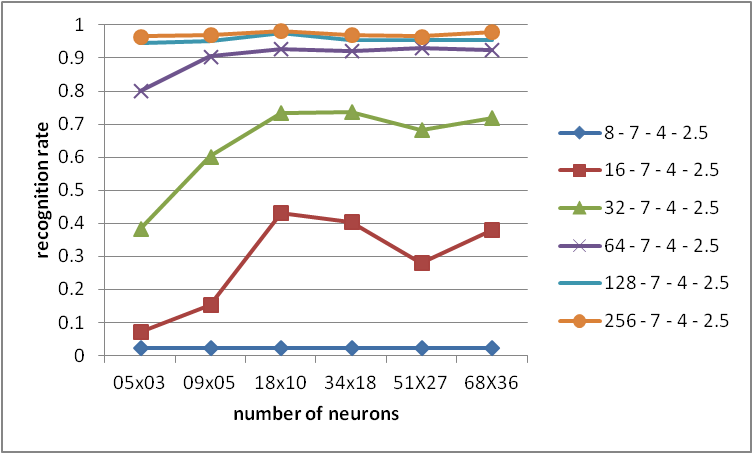 1
0.9
0.8
0.7
0.6
0.5
0.4
0.3
0.2
0.1
0
recognition rate
05x03 09x05 18x10 34x18 51X27 68X36
number of neurons
8 - 7 - 4 - 2.5
16 - 7 - 4 - 2.5
32 - 7 - 4 - 2.5
64 - 7 - 4 - 2.5
128 - 7 - 4 - 2.5
256 - 7 - 4 - 2.5